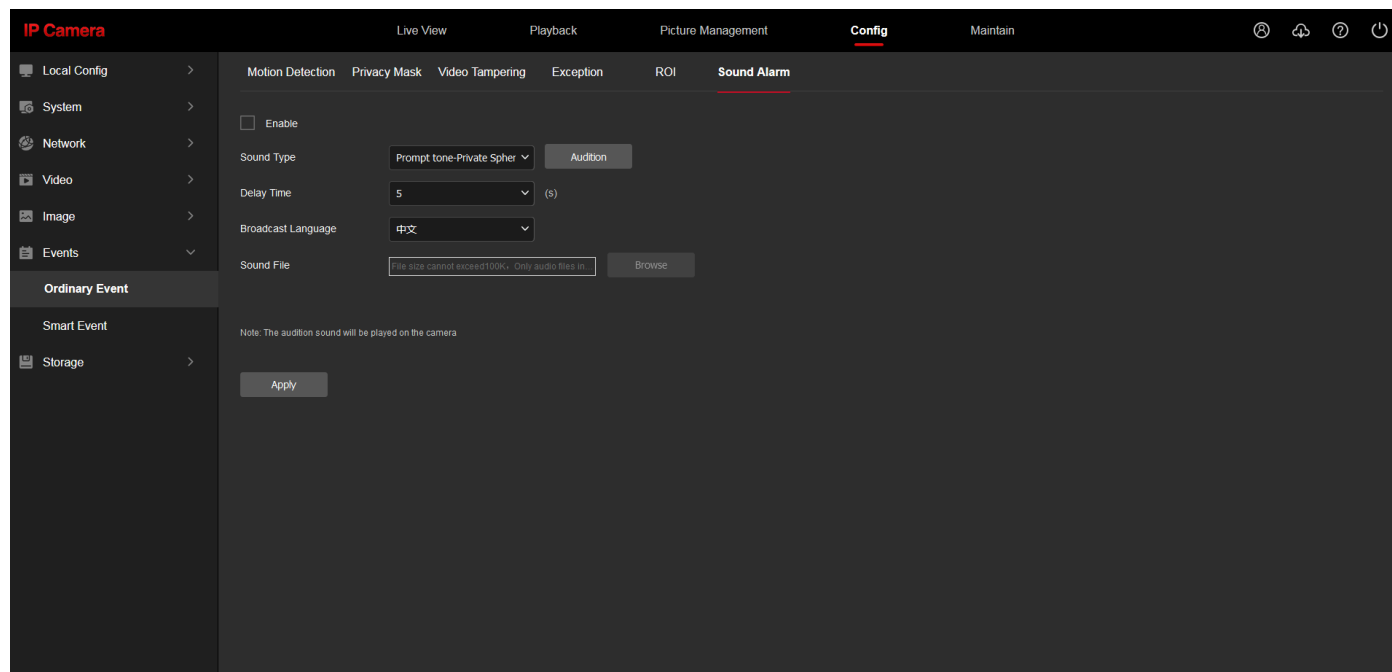 IP Camera
Live View Playback Picture Management Config Maintain
Local Config
System
Network
Video
Image
Events
Ordinary Event
Smart Event
Storage
Motion Detection Privacy Mask Video Tampering Exception ROI Sound Alarm
Enable
Sound Type Prompt tone-Private Spher Audition
Delay Time 5 (s)
Broadcast Language 中文
Sound File File size cannot exceed100K，Only audio files in... Browse
Note: The audition sound will be played on the camera
Apply